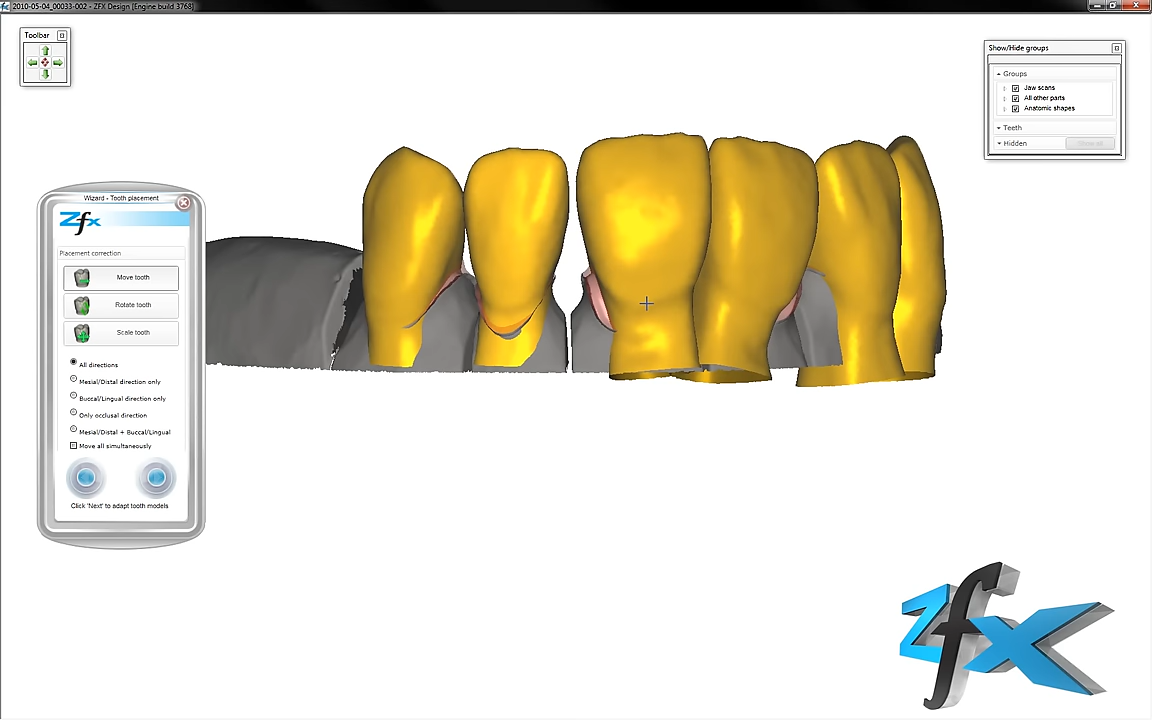 2010-05-04_00033-002 - ZFX Design [Engine build 3768]
Toolbar
Show/Hide groups
Groups
Jaw scans
All other parts
Anatomic shapes
Teeth
Hidden
Wizard - Tooth placement
Zfx
Placement correction
Move tooth
Rotate tooth
Scale tooth
All directions
Mesial/Distal direction only
Buccal/Lingual direction only
Only occlusal direction
Mesial/Distal + Buccal/Lingual
Move all simultaneously
Click 'Next' to adapt tooth models
zfx